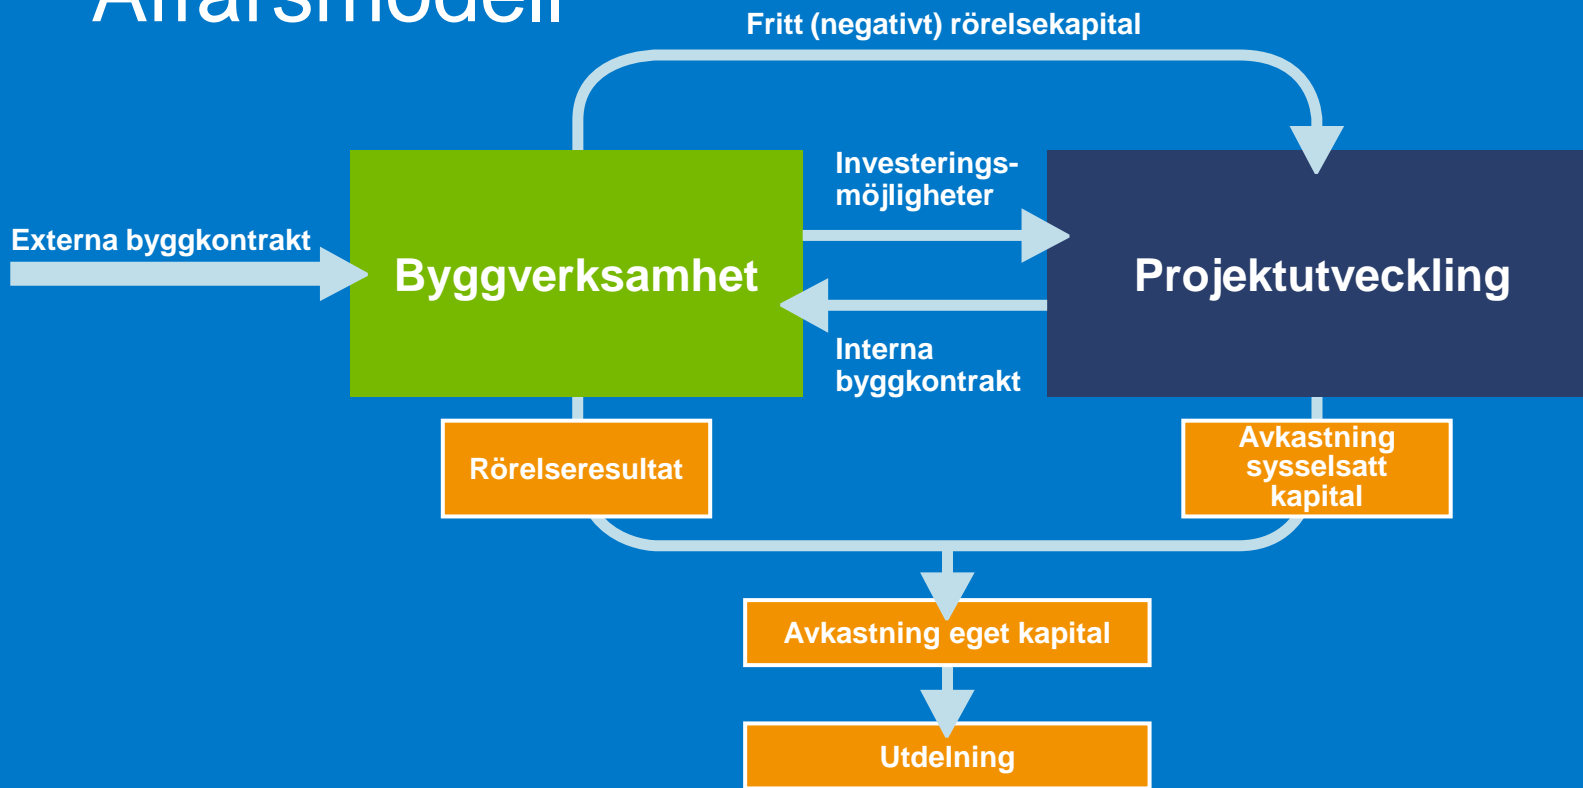 Affärsmodell
Fritt (negativt) rörelsekapital
Investerings-
möjligheter
Externa byggkontrakt
Byggverksamhet
Projektutveckling
Interna
byggkontrakt
Rörelseresultat
Avkastning
sysselsatt
kapital
Avkastning eget kapital
Utdelning